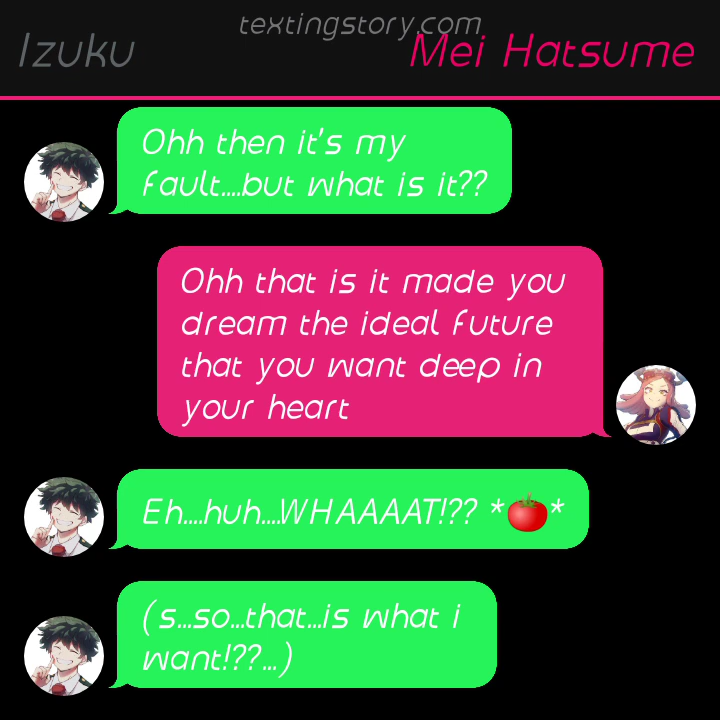 textingstory.com
Izuku
Mei Hatsume
Ohh then it's my
fault....but what is it??
Ohh that is it made you
dream the ideal future
that you want deep in
your heart
Eh....huh....WHAAAAT!?? *🍅*
(s...so...that...is what i
want!??...)